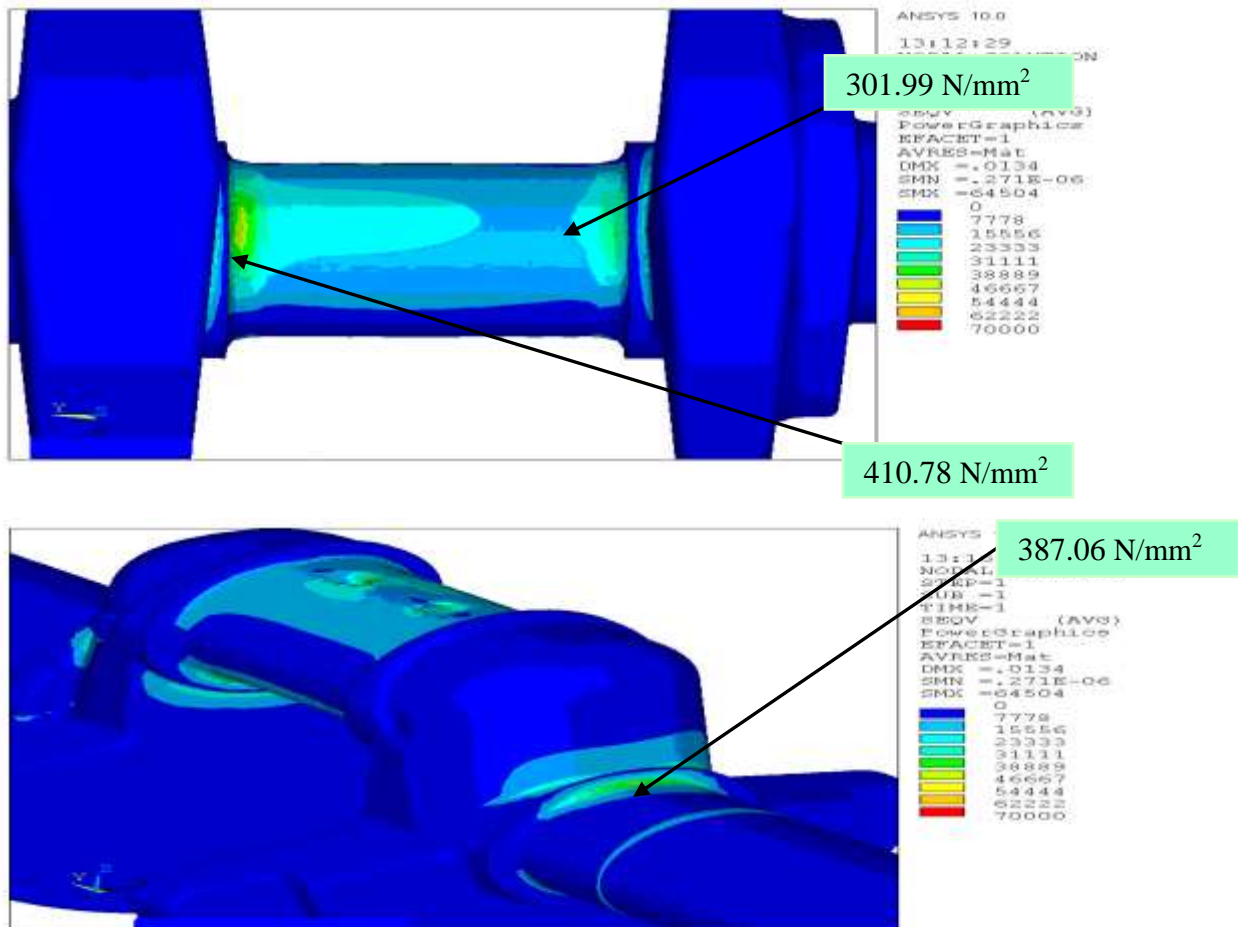 ANSYS 10.0
13:12:29
301.99 N/mm²
SEQV (AVG)
PowerGraphics
EFACET=1
AVRES=Mat
DMX =.0134
SMN =.271E-06
SMX =64504
0
7778
15556
23333
31111
38889
46667
54444
62222
70000
410.78 N/mm²
ANSYS
387.06 N/mm²
NODAL
STEP=1
SUB =1
TIME=1
SEQV (AVG)
PowerGraphics
EFACET=1
AVRES=Mat
DMX =.0134
SMN =.271E-06
SMX =64504
0
7778
15556
23333
31111
38889
46667
54444
62222
70000